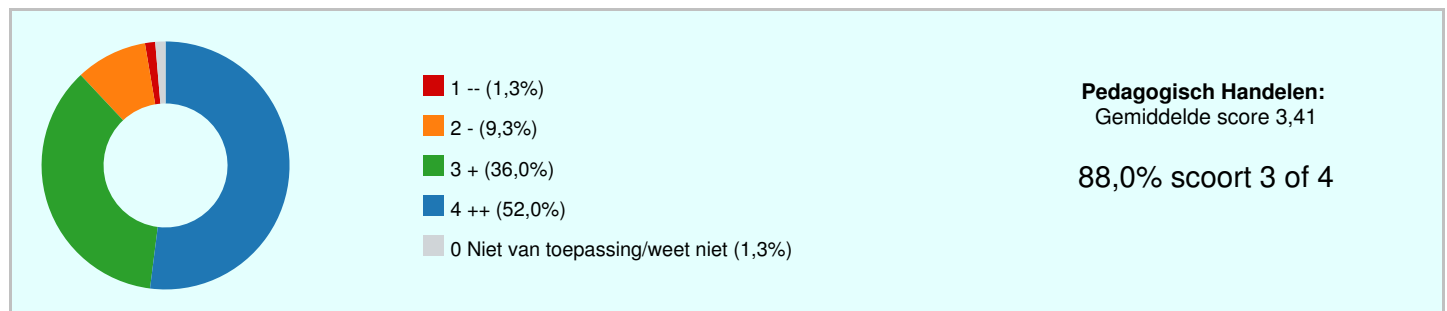 1 -- (1,3%)
2 - (9,3%)
3 + (36,0%)
4 ++ (52,0%)
0 Niet van toepassing/weet niet (1,3%)
Pedagogisch Handelen:
Gemiddelde score 3,41
88,0% scoort 3 of 4